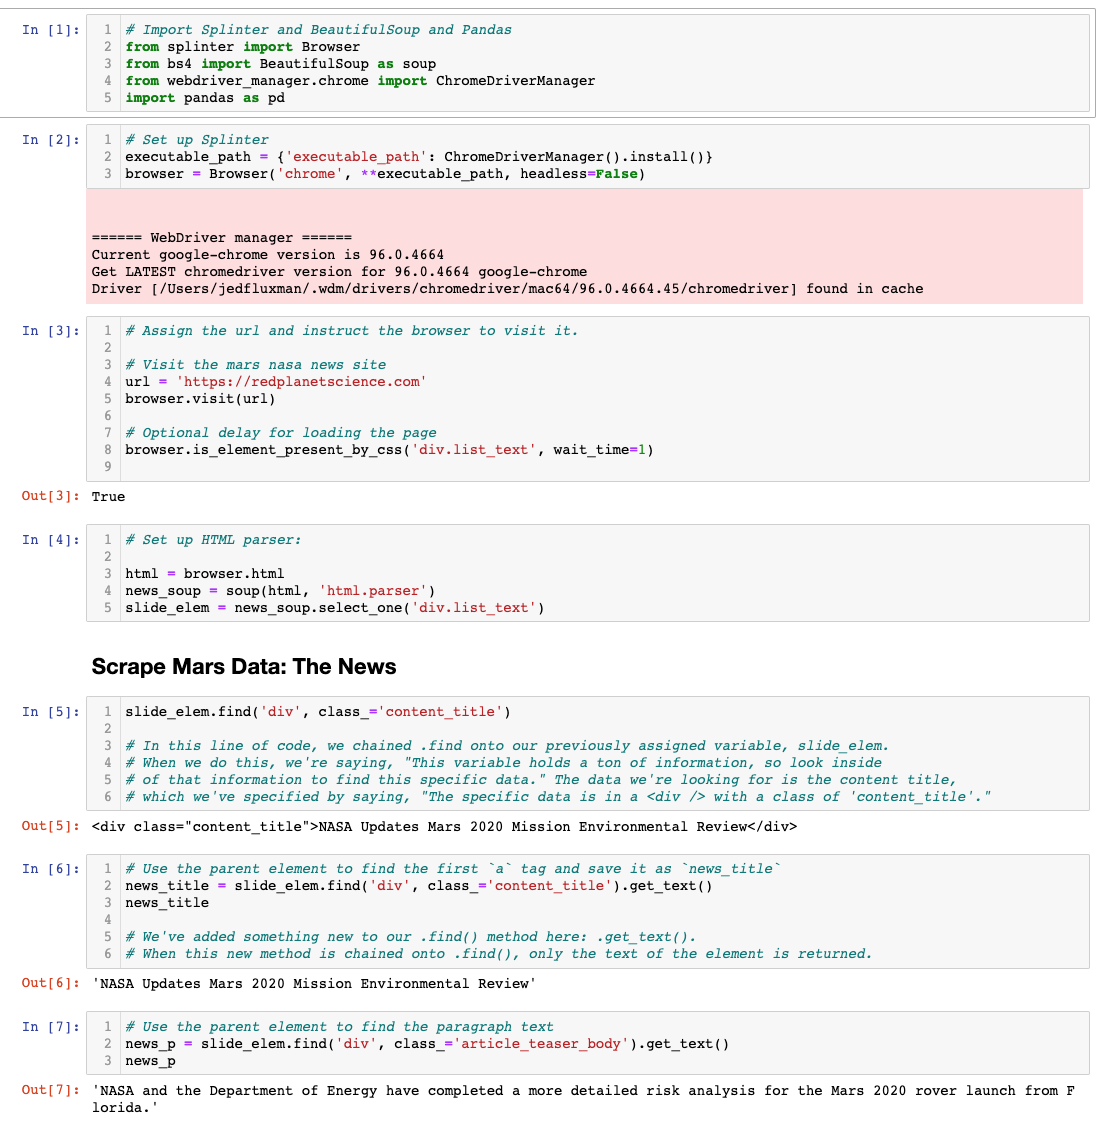 In [1]:
1 # Import Splinter and BeautifulSoup and Pandas
2 from splinter import Browser
3 from bs4 import BeautifulSoup as soup
4 from webdriver_manager.chrome import ChromeDriverManager
5 import pandas as pd
In [2]:
1 # Set up Splinter
2 executable_path = {'executable_path': ChromeDriverManager().install()}
3 browser = Browser('chrome', **executable_path, headless=False)
====== WebDriver manager ======
Current google-chrome version is 96.0.4664
Get LATEST chromedriver version for 96.0.4664 google-chrome
Driver [/Users/jedfluxman/.wdm/drivers/chromedriver/mac64/96.0.4664.45/chromedriver] found in cache
In [3]:
1 # Assign the url and instruct the browser to visit it.
2
3 # Visit the mars nasa news site
4 url = 'https://redplanetscience.com'
5 browser.visit(url)
6
7 # Optional delay for loading the page
8 browser.is_element_present_by_css('div.list_text', wait_time=1)
9
Out[3]: True
In [4]:
1 # Set up HTML parser:
2
3 html = browser.html
4 news_soup = soup(html, 'html.parser')
5 slide_elem = news_soup.select_one('div.list_text')
Scrape Mars Data: The News
In [5]:
1 slide_elem.find('div', class_='content_title')
2
3 # In this line of code, we chained .find onto our previously assigned variable, slide_elem.
4 # When we do this, we're saying, "This variable holds a ton of information, so look inside
5 # of that information to find this specific data." The data we're looking for is the content title,
6 # which we've specified by saying, "The specific data is in a <div /> with a class of 'content_title'."
Out[5]: <div class="content_title">NASA Updates Mars 2020 Mission Environmental Review</div>
In [6]:
1 # Use the parent element to find the first `a` tag and save it as `news_title`
2 news_title = slide_elem.find('div', class_='content_title').get_text()
3 news_title
4
5 # We've added something new to our .find() method here: .get_text().
6 # When this new method is chained onto .find(), only the text of the element is returned.
Out[6]: 'NASA Updates Mars 2020 Mission Environmental Review'
In [7]:
1 # Use the parent element to find the paragraph text
2 news_p = slide_elem.find('div', class_='article_teaser_body').get_text()
3 news_p
Out[7]: 'NASA and the Department of Energy have completed a more detailed risk analysis for the Mars 2020 rover launch from F
lorida.'